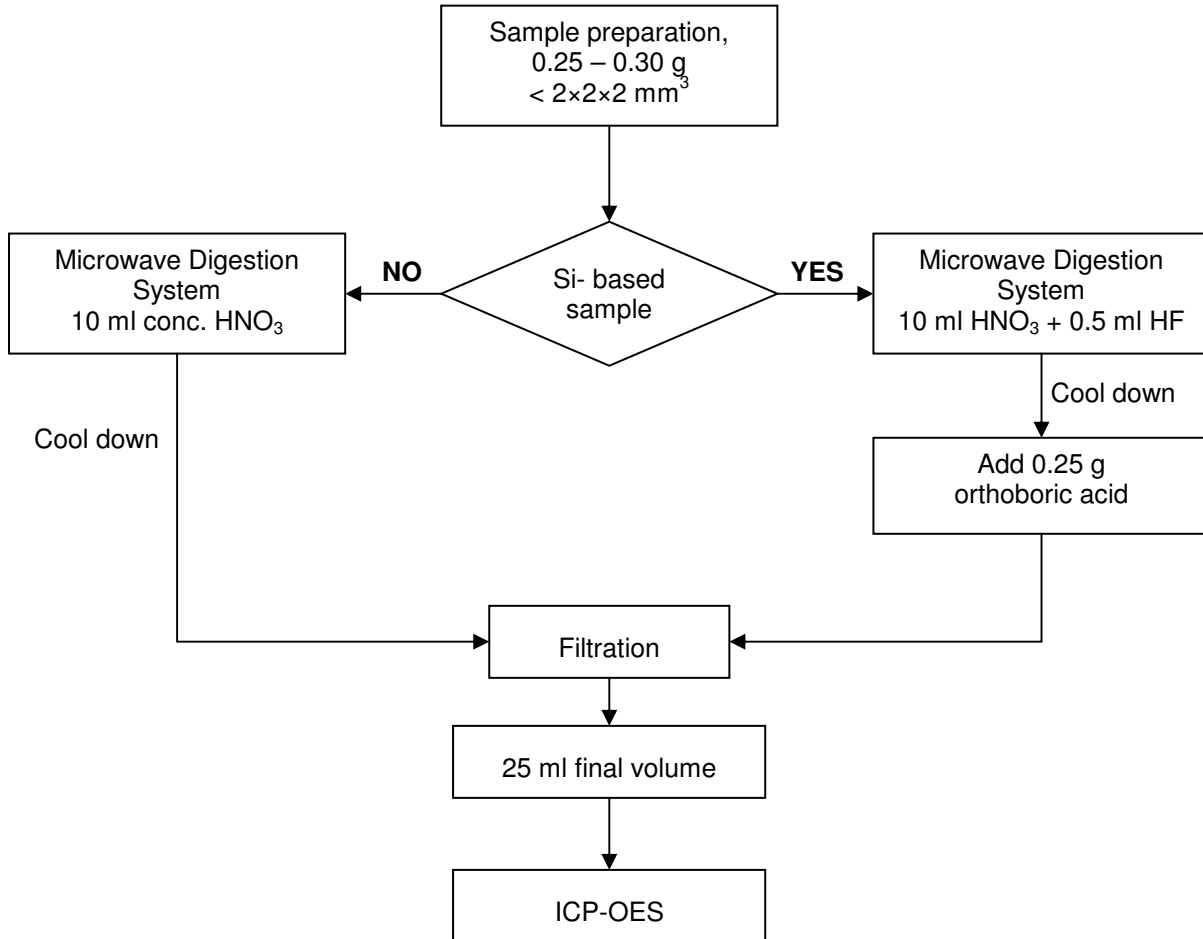 Sample preparation,
0.25 – 0.30 g
< 2×2×2 mm³
Microwave Digestion
System
10 ml conc. HNO₃
NO
Si- based
sample
YES
Microwave Digestion
System
10 ml HNO₃ + 0.5 ml HF
Cool down
Cool down
Add 0.25 g
orthoboric acid
Filtration
25 ml final volume
ICP-OES